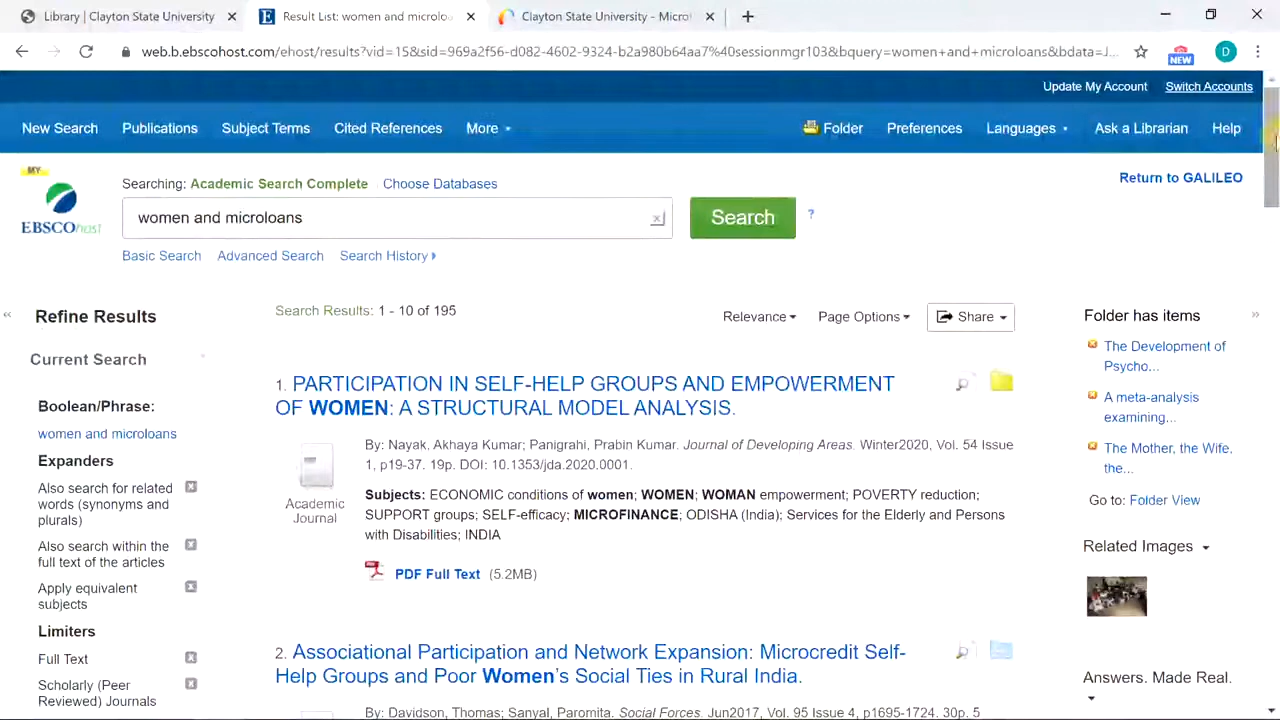 Library | Clayton State University
Result List: women and microlo
Clayton State University - Micro
web.b.ebscohost.com/ehost/results?vid=15&sid=969a2f56-d082-4602-9324-b2a980b64aa7%40sessionmgr103&bquery=women+and+microloans&bdata=J...
NEW
D
Update My Account
Switch Accounts
New Search
Publications
Subject Terms
Cited References
More
Folder
Preferences
Languages
Ask a Librarian
Help
MY
EBSCOhost
Searching: Academic Search Complete
Choose Databases
Return to GALILEO
women and microloans
Search
?
Basic Search
Advanced Search
Search History
Refine Results
Current Search
Boolean/Phrase:
women and microloans
Expanders
Also search for related
words (synonyms and
plurals)
Also search within the
full text of the articles
Apply equivalent
subjects
Limiters
Full Text
Scholarly (Peer
Reviewed) Journals
Search Results: 1 - 10 of 195
Relevance
Page Options
Share
1. PARTICIPATION IN SELF-HELP GROUPS AND EMPOWERMENT
OF WOMEN: A STRUCTURAL MODEL ANALYSIS.
Academic
Journal
By: Nayak, Akhaya Kumar; Panigrahi, Prabin Kumar. Journal of Developing Areas. Winter2020, Vol. 54 Issue
1, p19-37. 19p. DOI: 10.1353/jda.2020.0001.
Subjects: ECONOMIC conditions of women; WOMEN; WOMAN empowerment; POVERTY reduction;
SUPPORT groups; SELF-efficacy; MICROFINANCE; ODISHA (India); Services for the Elderly and Persons
with Disabilities; INDIA
PDF Full Text (5.2MB)
2. Associational Participation and Network Expansion: Microcredit Self-
Help Groups and Poor Women's Social Ties in Rural India.
By: Davidson, Thomas; Sanyal, Paromita. Social Forces. Jun2017, Vol. 95 Issue 4, p1695-1724. 30p. 5
Folder has items
The Development of
Psycho...
A meta-analysis
examining...
The Mother, the Wife,
the...
Go to: Folder View
Related Images
Answers. Made Real.